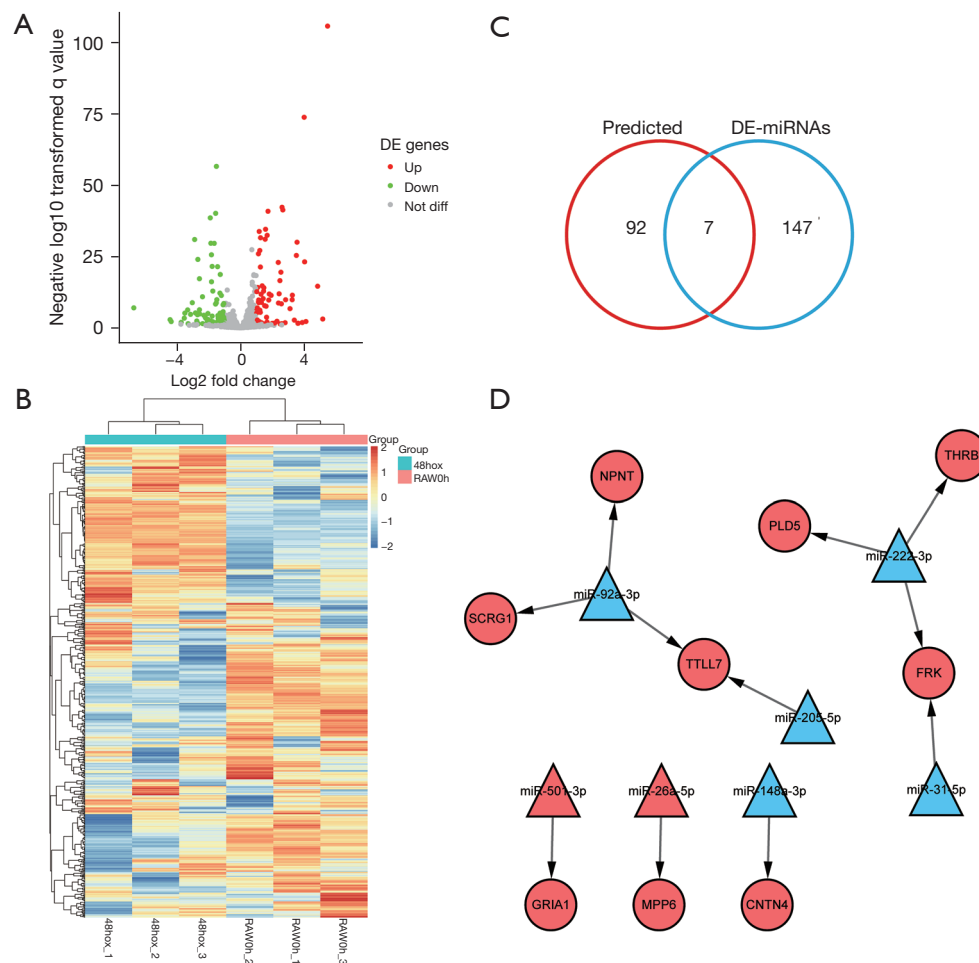 A
Negative log10 transformed q value
100
75
50
25
0
−4
0
4
Log2 fold change
DE genes
Up
Down
Not diff
C
Predicted
DE-miRNAs
92
7
147
B
Group
2
1
0
−1
−2
Group
48hox
RAW0h
48hox_1
48hox_2
48hox_3
RAW0h_2
RAW0h_1
RAW0h_3
D
NPNT
THRB
PLD5
miR-222-3p
miR-92a-3p
SCRG1
TTLL7
FRK
miR-205-5p
miR-501-3p
miR-26a-5p
miR-148a-3p
miR-31-5p
GRIA1
MPP6
CNTN4